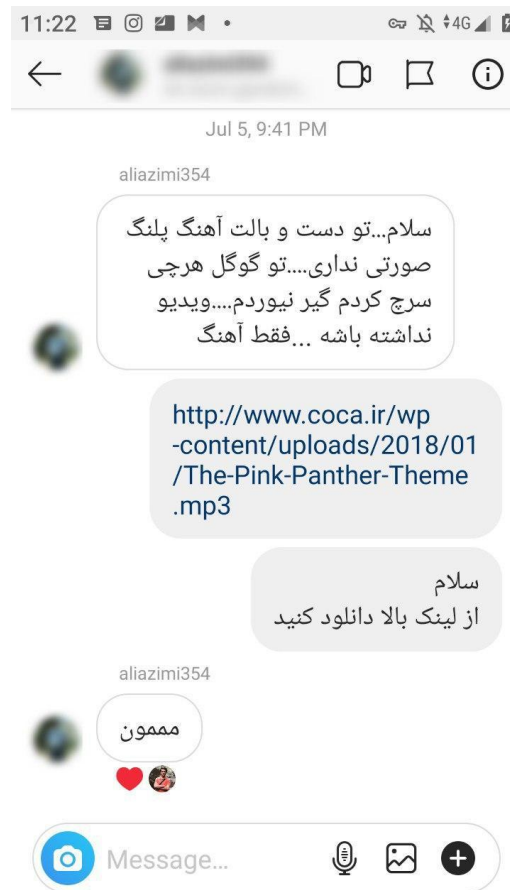 11:22
4G
Jul 5, 9:41 PM
aliazimi354
سلام...تو دست و بالت آهنگ پلنگ
صورتی نداری....تو گوگل هرچی
سرچ کردم گیر نیوردم....ویدیو
نداشته باشه ...فقط آهنگ
http://www.coca.ir/wp
-content/uploads/2018/01
/The-Pink-Panther-Theme
.mp3
سلام
از لینک بالا دانلود کنید
aliazimi354
مممون
Message...